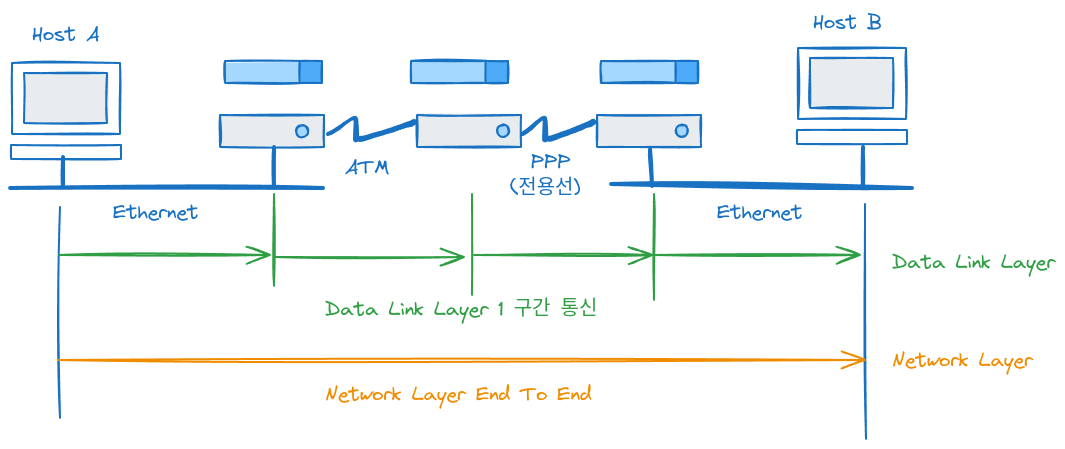 Host A
Host B
ATM
PPP
(전용선)
Ethernet
Ethernet
Data Link Layer
Data Link Layer 1 구간 통신
Network Layer
Network Layer End To End